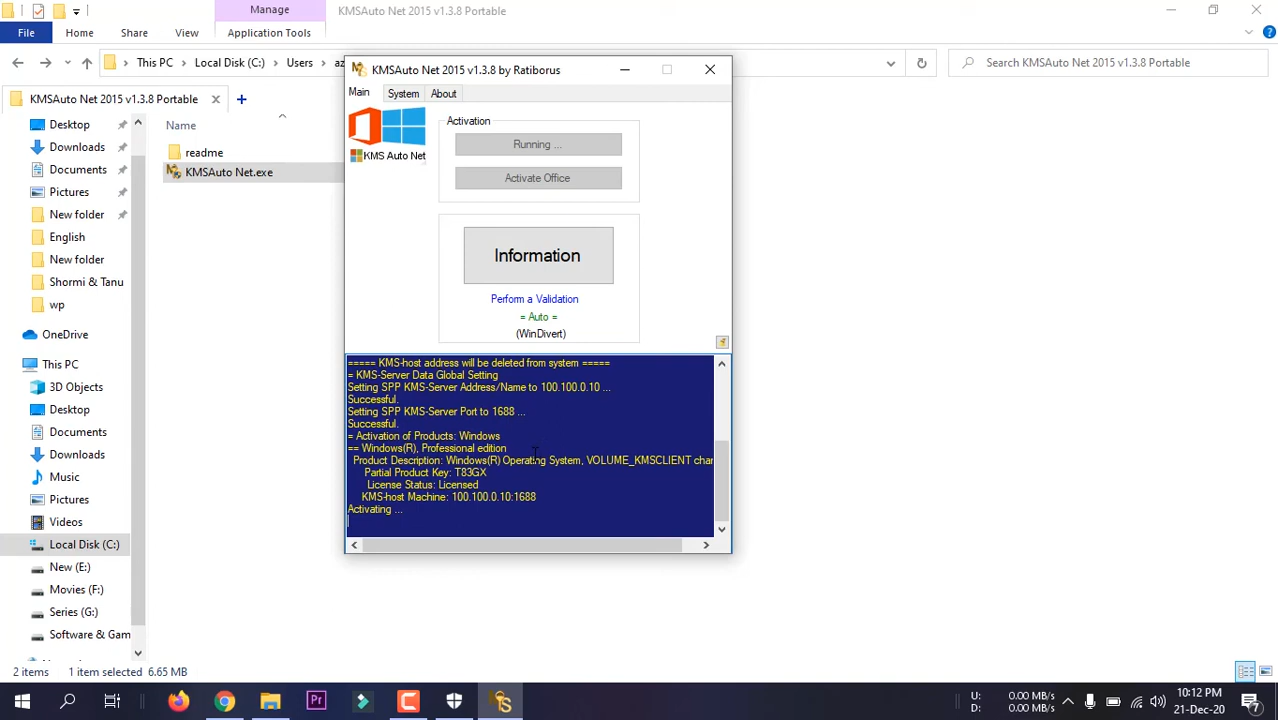 Manage
KMSAuto Net 2015 v1.3.8 Portable
File
Home
Share
View
Application Tools
This PC
Local Disk (C:)
Users
az
Search KMSAuto Net 2015 v1.3.8 Portable
KMSAuto Net 2015 v1.3.8 Portable
Desktop
Downloads
Documents
Pictures
New folder
English
New folder
Shormi & Tanu
wp
OneDrive
This PC
3D Objects
Desktop
Documents
Downloads
Music
Pictures
Videos
Local Disk (C:)
New (E:)
Movies (F:)
Series (G:)
Software & Gam
Name
readme
KMSAuto Net.exe
KMSAuto Net 2015 v1.3.8 by Ratiborus
Main
System
About
KMS Auto Net
Activation
Running ...
Activate Office
Information
Perform a Validation
= Auto =
(WinDivert)
===== KMS-host address will be deleted from system =====
= KMS-Server Data Global Setting
Setting SPP KMS-Server Address/Name to 100.100.0.10 ...
Successful.
Setting SPP KMS-Server Port to 1688 ...
Successful.
= Activation of Products: Windows
== Windows(R), Professional edition
Product Description: Windows(R) Operating System, VOLUME_KMSCLIENT char
Partial Product Key: T83GX
License Status: Licensed
KMS-host Machine: 100.100.0.10:1688
Activating ...
2 items
1 item selected 6.65 MB
U: 0.00 MB/s
D: 0.00 MB/s
10:12 PM
21-Dec-20
7